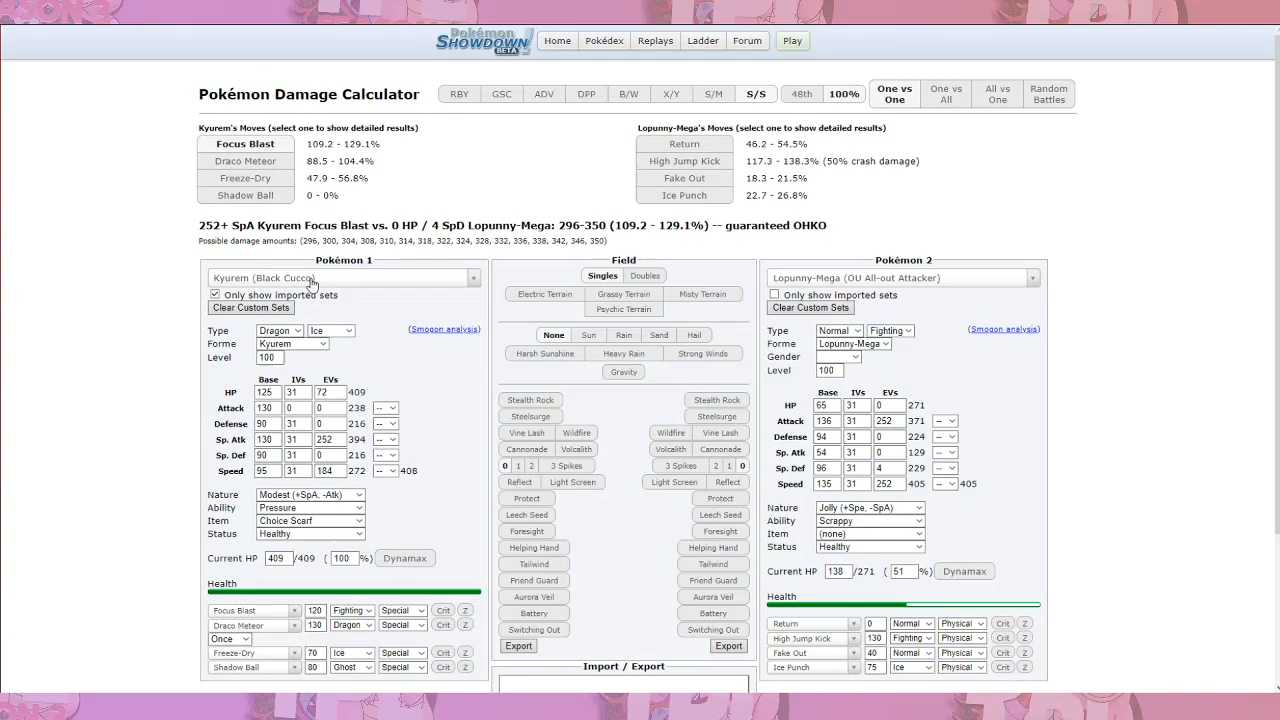 Pokémon
SHOWDOWN!
BETA
Home Pokédex Replays Ladder Forum Play
Pokémon Damage Calculator
RBY GSC ADV DPP B/W X/Y S/M S/S 48th 100%
One vs One
One vs All
All vs One
Random Battles
Kyurem's Moves (select one to show detailed results)
Focus Blast 109.2 - 129.1%
Draco Meteor 88.5 - 104.4%
Freeze-Dry 47.9 - 56.8%
Shadow Ball 0 - 0%
Lopunny-Mega's Moves (select one to show detailed results)
Return 46.2 - 54.5%
High Jump Kick 117.3 - 138.3% (50% crash damage)
Fake Out 18.3 - 21.5%
Ice Punch 22.7 - 26.8%
252+ SpA Kyurem Focus Blast vs. 0 HP / 4 SpD Lopunny-Mega: 296-350 (109.2 - 129.1%) -- guaranteed OHKO
Possible damage amounts: (296, 300, 304, 308, 310, 314, 318, 322, 324, 328, 332, 336, 338, 342, 346, 350)
Pokémon 1
Kyurem (Black Cucco)
Only show imported sets
Clear Custom Sets
Type Dragon Ice (Smogon analysis)
Forme Kyurem
Level 100
Base IVs EVs
HP 125 31 72 409
Attack 130 0 0 238 --
Defense 90 31 0 216 --
Sp. Atk 130 31 252 394 --
Sp. Def 90 31 0 216 --
Speed 95 31 184 272 -- 408
Nature Modest (+SpA, -Atk)
Ability Pressure
Item Choice Scarf
Status Healthy
Current HP 409 /409 ( 100 %) Dynamax
Health
Focus Blast 120 Fighting Special Crit Z
Draco Meteor 130 Dragon Special Crit Z
Once
Freeze-Dry 70 Ice Special Crit Z
Shadow Ball 80 Ghost Special Crit Z
Field
Singles Doubles
Electric Terrain Grassy Terrain Misty Terrain
Psychic Terrain
None Sun Rain Sand Hail
Harsh Sunshine Heavy Rain Strong Winds
Gravity
Stealth Rock Stealth Rock
Steelsurge Steelsurge
Vine Lash Wildfire Wildfire Vine Lash
Cannonade Volcalith Volcalith Cannonade
0 1 2 3 Spikes 3 Spikes 2 1 0
Reflect Light Screen Light Screen Reflect
Protect Protect
Leech Seed Leech Seed
Foresight Foresight
Helping Hand Helping Hand
Tailwind Tailwind
Friend Guard Friend Guard
Aurora Veil Aurora Veil
Battery Battery
Switching Out Switching Out
Export Export
Import / Export
Pokémon 2
Lopunny-Mega (OU All-out Attacker)
Only show imported sets
Clear Custom Sets
Type Normal Fighting (Smogon analysis)
Forme Lopunny-Mega
Gender
Level 100
Base IVs EVs
HP 65 31 0 271
Attack 136 31 252 371 --
Defense 94 31 0 224 --
Sp. Atk 54 31 0 129 --
Sp. Def 96 31 4 229 --
Speed 135 31 252 405 -- 405
Nature Jolly (+Spe, -SpA)
Ability Scrappy
Item (none)
Status Healthy
Current HP 138 /271 ( 51 %) Dynamax
Health
Return 0 Normal Physical Crit Z
High Jump Kick 130 Fighting Physical Crit Z
Fake Out 40 Normal Physical Crit Z
Ice Punch 75 Ice Physical Crit Z